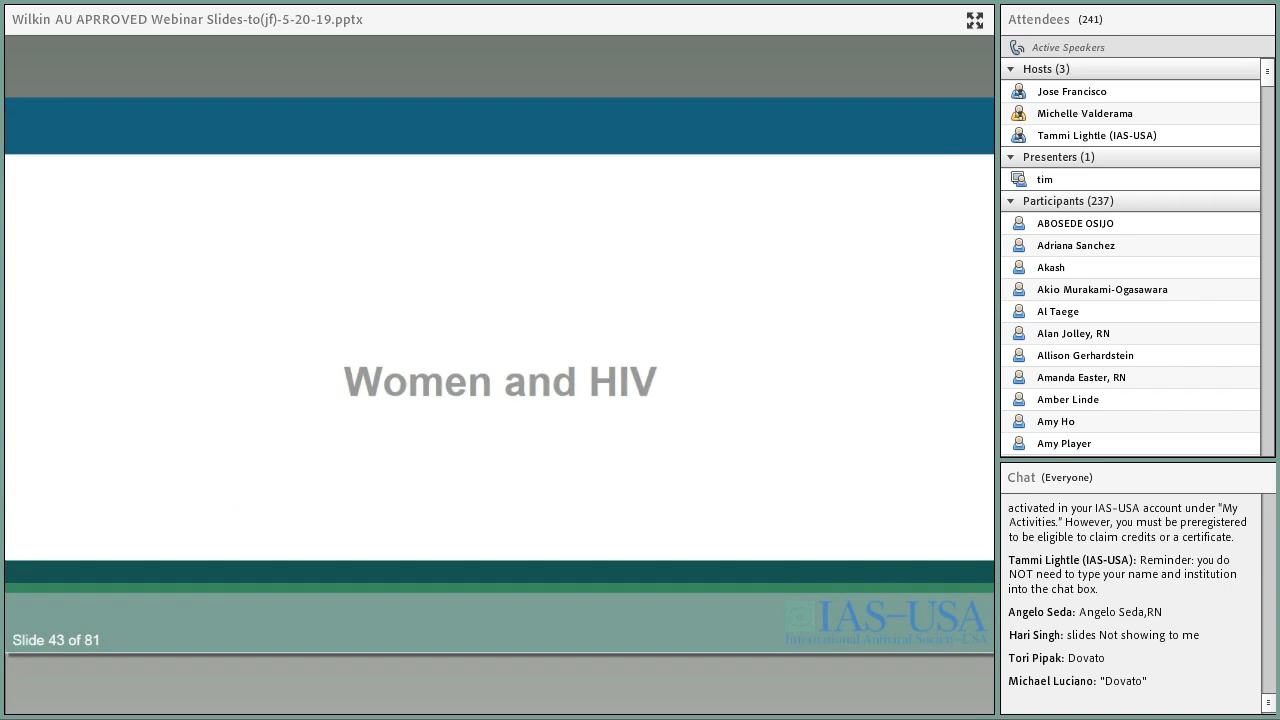 Wilkin AU APRROVED Webinar Slides-to(jf)-5-20-19.pptx
Women and HIV
Slide 43 of 81
IAS–USA
International Antiviral Society–USA
Attendees (241)
Active Speakers
Hosts (3)
Jose Francisco
Michelle Valderama
Tammi Lightle (IAS-USA)
Presenters (1)
tim
Participants (237)
ABOSEDE OSIJO
Adriana Sanchez
Akash
Akio Murakami-Ogasawara
Al Taege
Alan Jolley, RN
Allison Gerhardstein
Amanda Easter, RN
Amber Linde
Amy Ho
Amy Player
Chat (Everyone)
activated in your IAS-USA account under "My
Activities." However, you must be preregistered
to be eligible to claim credits or a certificate.
Tammi Lightle (IAS-USA): Reminder: you do
NOT need to type your name and institution
into the chat box.
Angelo Seda: Angelo Seda,RN
Hari Singh: slides Not showing to me
Tori Pipak: Dovato
Michael Luciano: "Dovato"